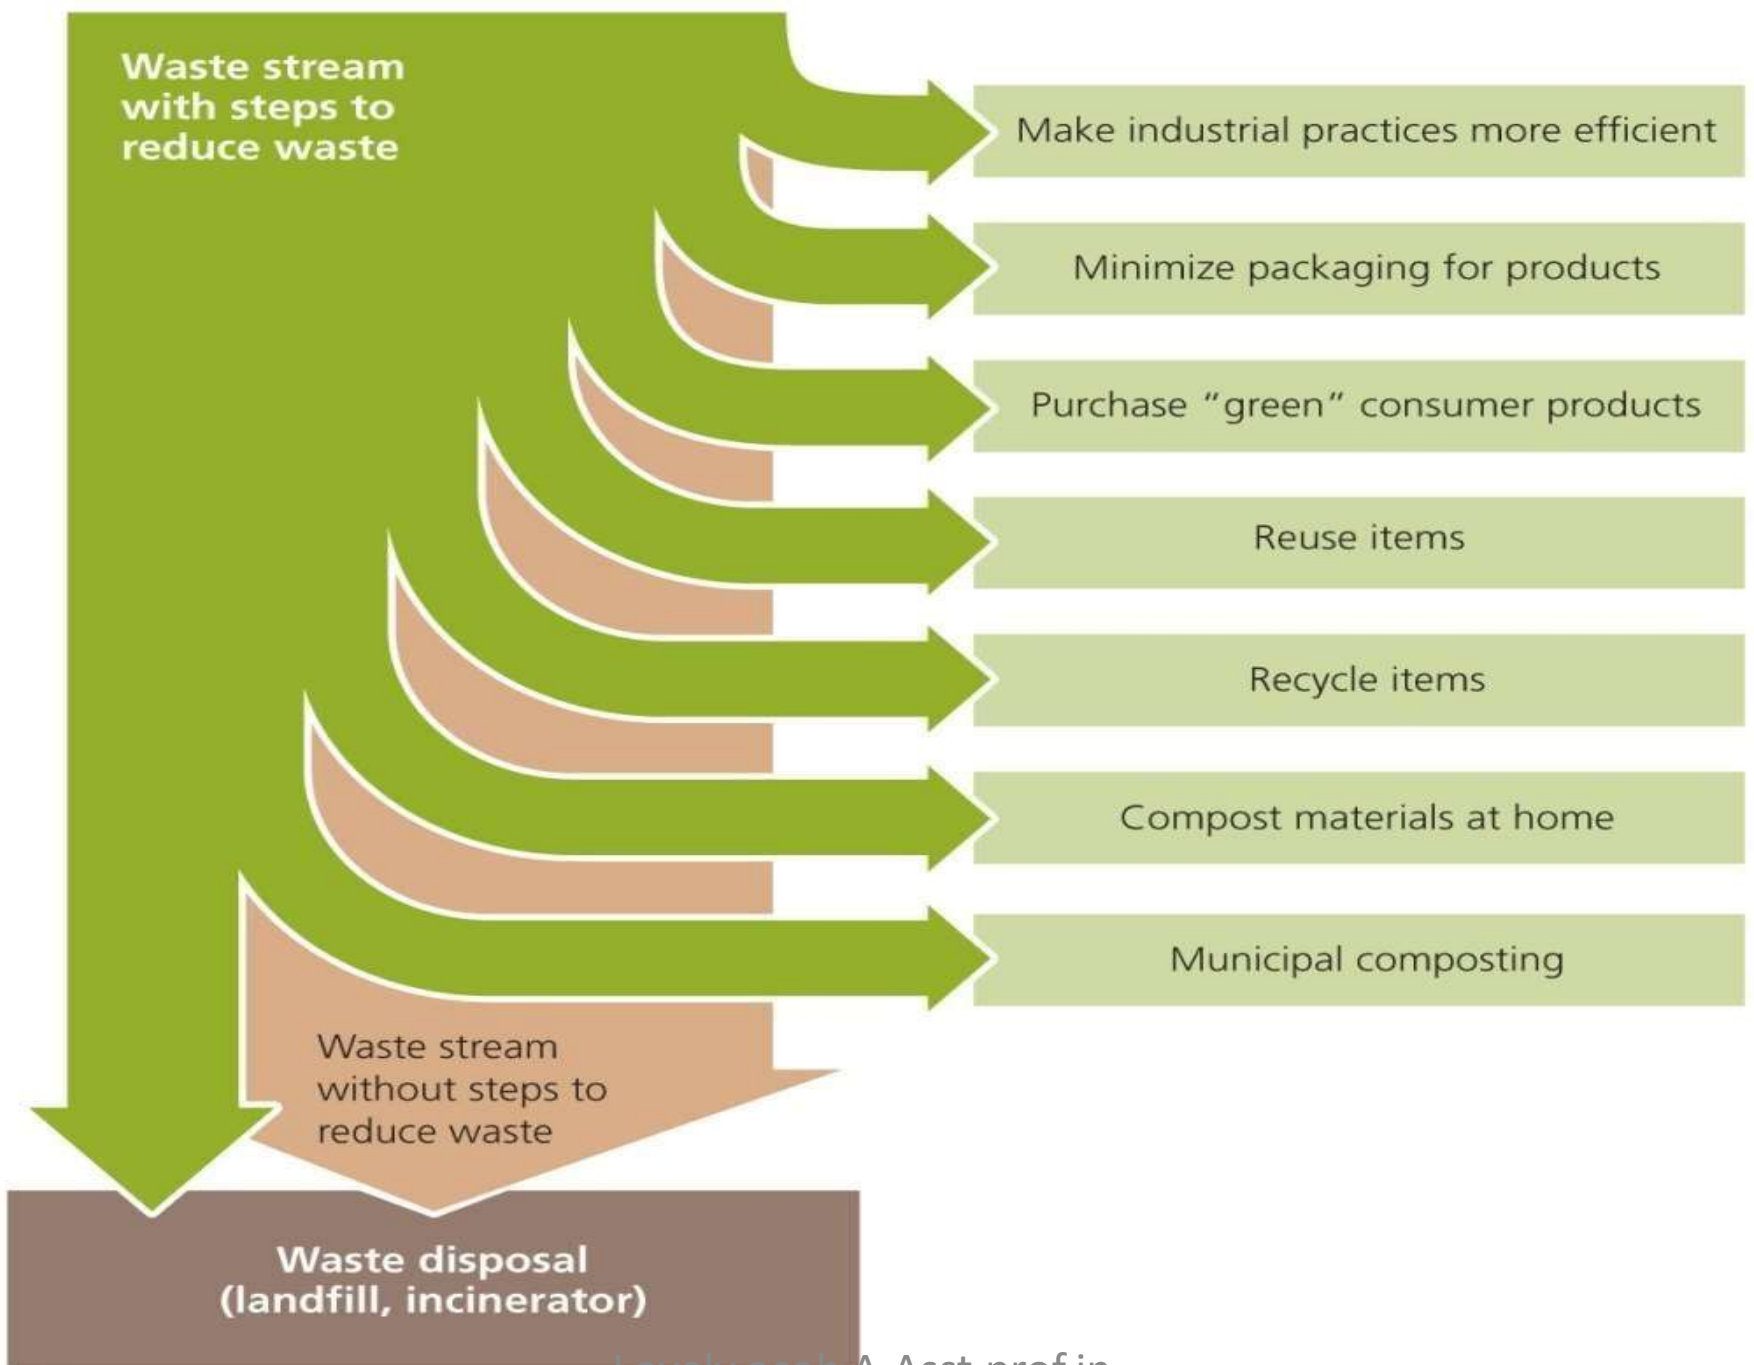 Waste stream
with steps to
reduce waste
Make industrial practices more efficient
Minimize packaging for products
Purchase “green” consumer products
Reuse items
Recycle items
Compost materials at home
Municipal composting
Waste stream
without steps to
reduce waste
Waste disposal
(landfill, incinerator)
A Asst prof in